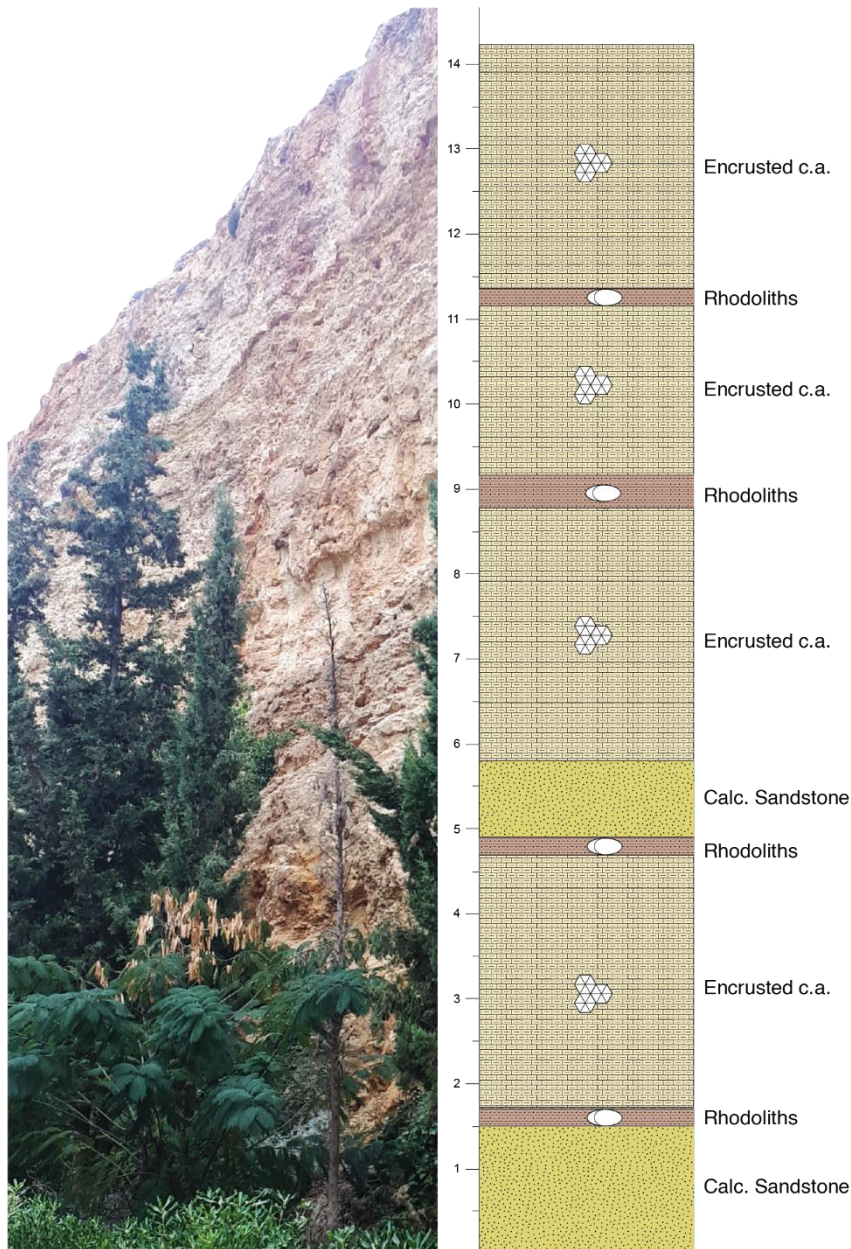 14
13
Encrusted c.a.
12
Rhodoliths
11
Encrusted c.a.
10
9
Rhodoliths
8
7
Encrusted c.a.
6
Calc. Sandstone
5
Rhodoliths
4
Encrusted c.a.
3
2
Rhodoliths
1
Calc. Sandstone